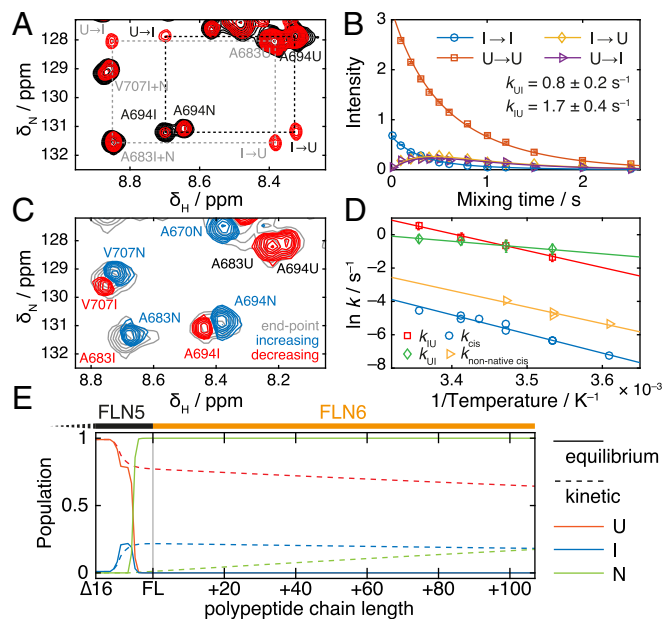 A
U→I
U→I
A683U
A694U
V707I+N
A694I
A694N
A683I+N
I→U
I→U
128
129
130
131
δN / ppm
8.8
8.6
8.4
δH / ppm
B
I→I
I→U
U→U
U→I
kUI = 0.8 ± 0.2 s⁻¹
kIU = 1.7 ± 0.4 s⁻¹
Intensity
3
2
1
0
0
1
2
Mixing time / s
C
A670N
V707N
A683U
A694U
V707I
A683N
A694N
end-point
increasing
decreasing
A683I
A694I
128
129
130
131
132
δN / ppm
8.8
8.6
8.4
8.2
δH / ppm
D
ln k / s⁻¹
0
−2
−4
−6
−8
kIU
kcis
kUI
knon-native cis
3.4
3.5
3.6
× 10⁻³
1/Temperature / K⁻¹
E
FLN5
FLN6
Population
1
0.5
0
Δ16
FL
+20
+40
+60
+80
+100
polypeptide chain length
equilibrium
kinetic
U
I
N